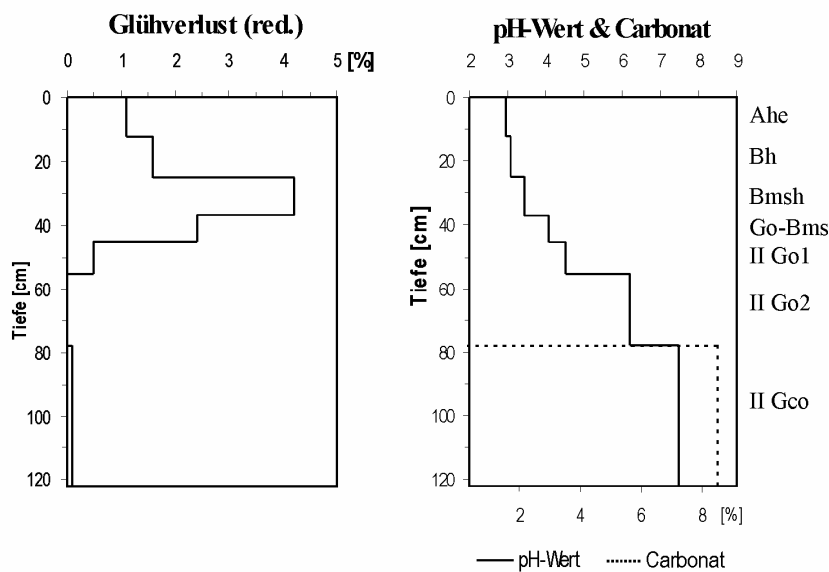 Glühverlust (red.)
0 1 2 3 4 5 [%]
Tiefe [cm]
0
20
40
60
80
100
120
pH-Wert & Carbonat
2 3 4 5 6 7 8 9
Tiefe [cm]
0
20
40
60
80
100
120
2 4 6 8 [%]
Ahe
Bh
Bmsh
Go-Bms
II Go1
II Go2
II Gco
pH-Wert Carbonat